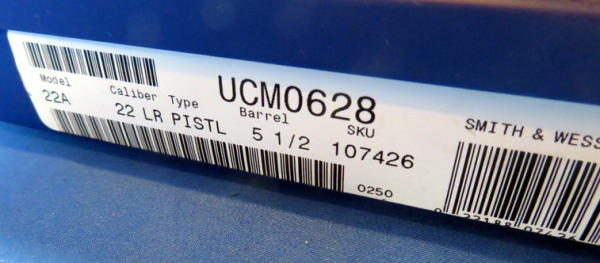 UCM0628
Model Caliber Type Barrel SKU
22A 22 LR PISTL 5 1/2 107426
SMITH & WESS
0250